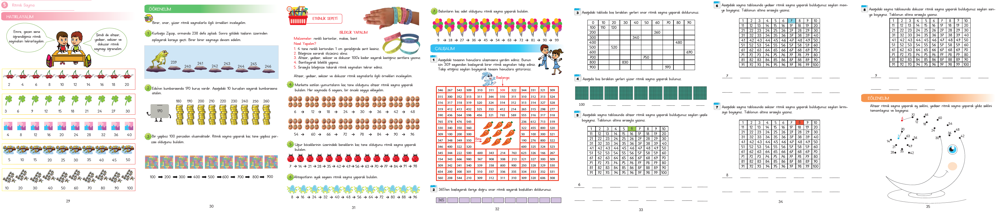 5 Ritmik Sayma
HATIRLAYALIM
Emre, geçen sene
öğrendiğimiz ritmik
saymaları tekrarlayalım.
Şimdi de altışar,
yedişer, sekizer ve
dokuzar ritmik
saymayı öğrenelim.
2 4 6 8 10 12 14 16 18 20
3 6 9 12 15 18 21 24 27 30
4 8 12 16 20 24 28 32 36 40
5 10 15 20 25 30 35 40 45 50
10 20 30 40 50 60 70 80 90 100
29
ÖĞRENELİM
Birer, onar, yüzer ritmik saymalarla ilgili örnekleri inceleyelim.
1 Kurbağa Zıpzıp, ormanda 238 defa zıpladı. Sonra göldeki taşların üzerinden
zıplayarak karşıya geçti. Birer birer saymaya devam edelim.
239 240 241 242 243 244 245 246
2 Eda'nın kumbarasında 170 kuruş vardır. Aşağıdaki 10 kuruşları sayarak kumbarasına
atalım.
170 180 190 200 210 220 230 240 250 260
3 Bir yapboz 100 parçadan oluşmaktadır. Ritmik sayma yaparak kaç tane yapboz par-
çası olduğunu bulalım.
100 ➡ 200 ➡ 300 ➡ 400 ➡ 500 ➡ 600 ➡ 700 ➡ 800 ➡ 900
30
ETKİNLİK SEPETİ
BİLEKLİK YAPALIM
Malzemeler: renkli kartonlar, makas, bant
Nasıl Yapalım?
1. 4 tane renkli kartondan 1 cm genişliğinde şerit kesiniz.
2. Bileğinize sararak ölçüsünü alınız.
3. Altışar, yedişer, sekizer ve dokuzar 100'e kadar sayarak kestiğiniz şeritlere yazınız.
4. Bantlayarak bileklik yapınız.
5. Sırasıyla bileğinize takarak ritmik saymaları tekrar ediniz.
Altışar, yedişer, sekizer ve dokuzar ritmik saymalarla ilgili örnekleri inceleyelim.
4 Markette satılan yumurtaların kaç tane olduğunu altışar ritmik sayma yaparak
bulalım. Her saymada 6 sayısını, bir önceki sayıya ekleyelim.
6 → 12 → 18 → 24 → 30 → 36 → 42 → 48
54 → 60 → 66 → 72 → 78 → 84 → 90 → 96
5 Uğur böceklerinin üzerindeki beneklerin kaç tane olduğunu ritmik sayma yaparak
bulalım.
7 → 14 → 21 → 28 → 35 → 42 → 49 → 56 → 63 → 70 → 77 → 84 → 91 → 98
6 Ahtapotların ayak sayısını ritmik sayma yaparak bulalım.
8 → 16 → 24 → 32 → 40 → 48 → 56 → 64 → 72 → 80 → 88 → 96
31
7 Balonların kaç adet olduğunu ritmik sayma yaparak bulalım.
9 → 18 → 27 → 36 → 45 → 54 → 63 → 72 → 81 → 90 → 99
ÇALIŞALIM
1 Aşağıdaki tavşanın havuçlara ulaşmasına yardım ediniz. Bunun
için 309 sayısından başlayarak birer ritmik saymaları takip ediniz.
Takip ettiğiniz sayıları boyayarak tavşanı havuçlara götürünüz.
Başlangıç
346 267 543 309 310 311 309 322 344 331 321 309
315 300 352 313 311 344 310 311 310 312 313 324
316 317 318 319 320 324 314 312 313 314 327 328
319 412 413 432 325 333 412 214 265 315 298 277
390 436 564 598 456 321 765 589 555 316 317 318
765 378 476 543 236 612 713 319
330 340 350 360 322 455 800 320
309 100 200 300 50 100 300 321
Bitiş
347 348 349 350 190 276 800 322
346 400 322 320 600 325 324 323
345 344 222 500 600 343 214 763 623 326 166 267
154 343 666 980 567 908 308 213 321 327 300 309
309 342 341 340 339 338 800 900 250 328 329 330
654 200 300 301 310 337 336 335 334 333 332 331
560 208 544 210 309 312 311 310 309 320 606 308
2 365'ten başlayarak ileriye doğru onar ritmik sayarak boşlukları doldurunuz.
365
32
3 Aşağıdaki tabloda boş bırakılan yerleri onar ritmik sayma yaparak doldurunuz.
0 10 20 30 40 50 60 70 80 90
100 110 120
200 260
300 340
400 480
500 520
600 690
700 750
800 830
900 970
4 Aşağıda boş bırakılan yerleri yüzer ritmik sayma yaparak bulunuz.
100
5 Aşağıdaki sayma tablosunda altışar ritmik sayma yaparak bulduğunuz sayıları yeşile
boyayınız. Tablonun altına sırasıyla yazınız.
1 2 3 4 5 6 7 8 9 10
11 12 13 14 15 16 17 18 19 20
21 22 23 24 25 26 27 28 29 30
31 32 33 34 35 36 37 38 39 40
41 42 43 44 45 46 47 48 49 50
51 52 53 54 55 56 57 58 59 60
61 62 63 64 65 66 67 68 69 70
71 72 73 74 75 76 77 78 79 80
81 82 83 84 85 86 87 88 89 90
91 92 93 94 95 96 97 98 99 100
6
33
6 Aşağıdaki sayma tablosunda yedişer ritmik sayma yaparak bulduğunuz sayıları mavi-
ye boyayınız. Tablonun altına sırasıyla yazınız.
1 2 3 4 5 6 7 8 9 10
11 12 13 14 15 16 17 18 19 20
21 22 23 24 25 26 27 28 29 30
31 32 33 34 35 36 37 38 39 40
41 42 43 44 45 46 47 48 49 50
51 52 53 54 55 56 57 58 59 60
61 62 63 64 65 66 67 68 69 70
71 72 73 74 75 76 77 78 79 80
81 82 83 84 85 86 87 88 89 90
91 92 93 94 95 96 97 98 99 100
7
7 Aşağıdaki sayma tablosunda sekizer ritmik sayma yaparak bulduğunuz sayıları kırmı-
zıya boyayınız. Tablonun altına sırasıyla yazınız.
1 2 3 4 5 6 7 8 9 10
11 12 13 14 15 16 17 18 19 20
21 22 23 24 25 26 27 28 29 30
31 32 33 34 35 36 37 38 39 40
41 42 43 44 45 46 47 48 49 50
51 52 53 54 55 56 57 58 59 60
61 62 63 64 65 66 67 68 69 70
71 72 73 74 75 76 77 78 79 80
81 82 83 84 85 86 87 88 89 90
91 92 93 94 95 96 97 98 99 100
8
34
8 Aşağıdaki sayma tablosunda dokuzar ritmik sayma yaparak bulduğunuz sayıları sarı-
ya boyayınız. Tablonun altına sırasıyla yazınız.
1 2 3 4 5 6 7 8 9 10
11 12 13 14 15 16 17 18 19 20
21 22 23 24 25 26 27 28 29 30
31 32 33 34 35 36 37 38 39 40
41 42 43 44 45 46 47 48 49 50
51 52 53 54 55 56 57 58 59 60
61 62 63 64 65 66 67 68 69 70
71 72 73 74 75 76 77 78 79 80
81 82 83 84 85 86 87 88 89 90
91 92 93 94 95 96 97 98 99 100
9
EĞLENELİM
Altışar ritmik sayma yaparak ay şeklini, yedişer ritmik sayma yaparak yıldız şeklini
tamamlayınız ve boyayınız.
6 72 66 60
12 18 54
70 24 48
7 63 56 30 36 42
14 21 49
28 35 42
35